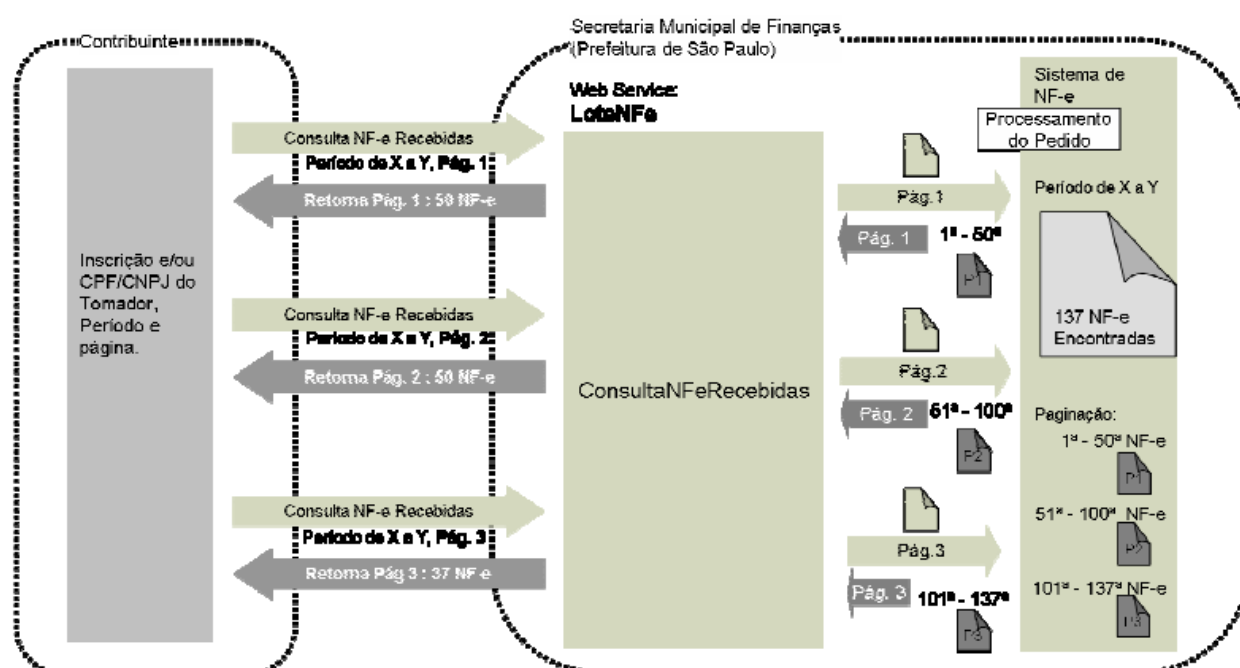 Contribuinte
Secretaria Municipal de Finanças
(Prefeitura de São Paulo)
Web Service:
LoteNFe
Sistema de
NF-e
Processamento
do Pedido
Consulta NF-e Recebidas
Período de X a Y, Pág. 1
Retorna Pág. 1 : 50 NF-e
Pág.1
Pág. 1
1ª - 50ª
P1
Período de X a Y
137 NF-e
Encontradas
Inscrição e/ou
CPF/CNPJ do
Tomador,
Período e
página.
Consulta NF-e Recebidas
Período de X a Y, Pág. 2
Retorna Pág. 2 : 50 NF-e
ConsultaNFeRecebidas
Pág.2
Pág. 2
51ª - 100ª
P2
Paginação:
1ª - 50ª NF-e
P1
51ª - 100ª NF-e
P2
101ª - 137ª NF-e
P3
Consulta NF-e Recebidas
Período de X a Y, Pág. 3
Retorna Pág 3 : 37 NF-e
Pág.3
Pág. 3
101ª - 137ª
P3